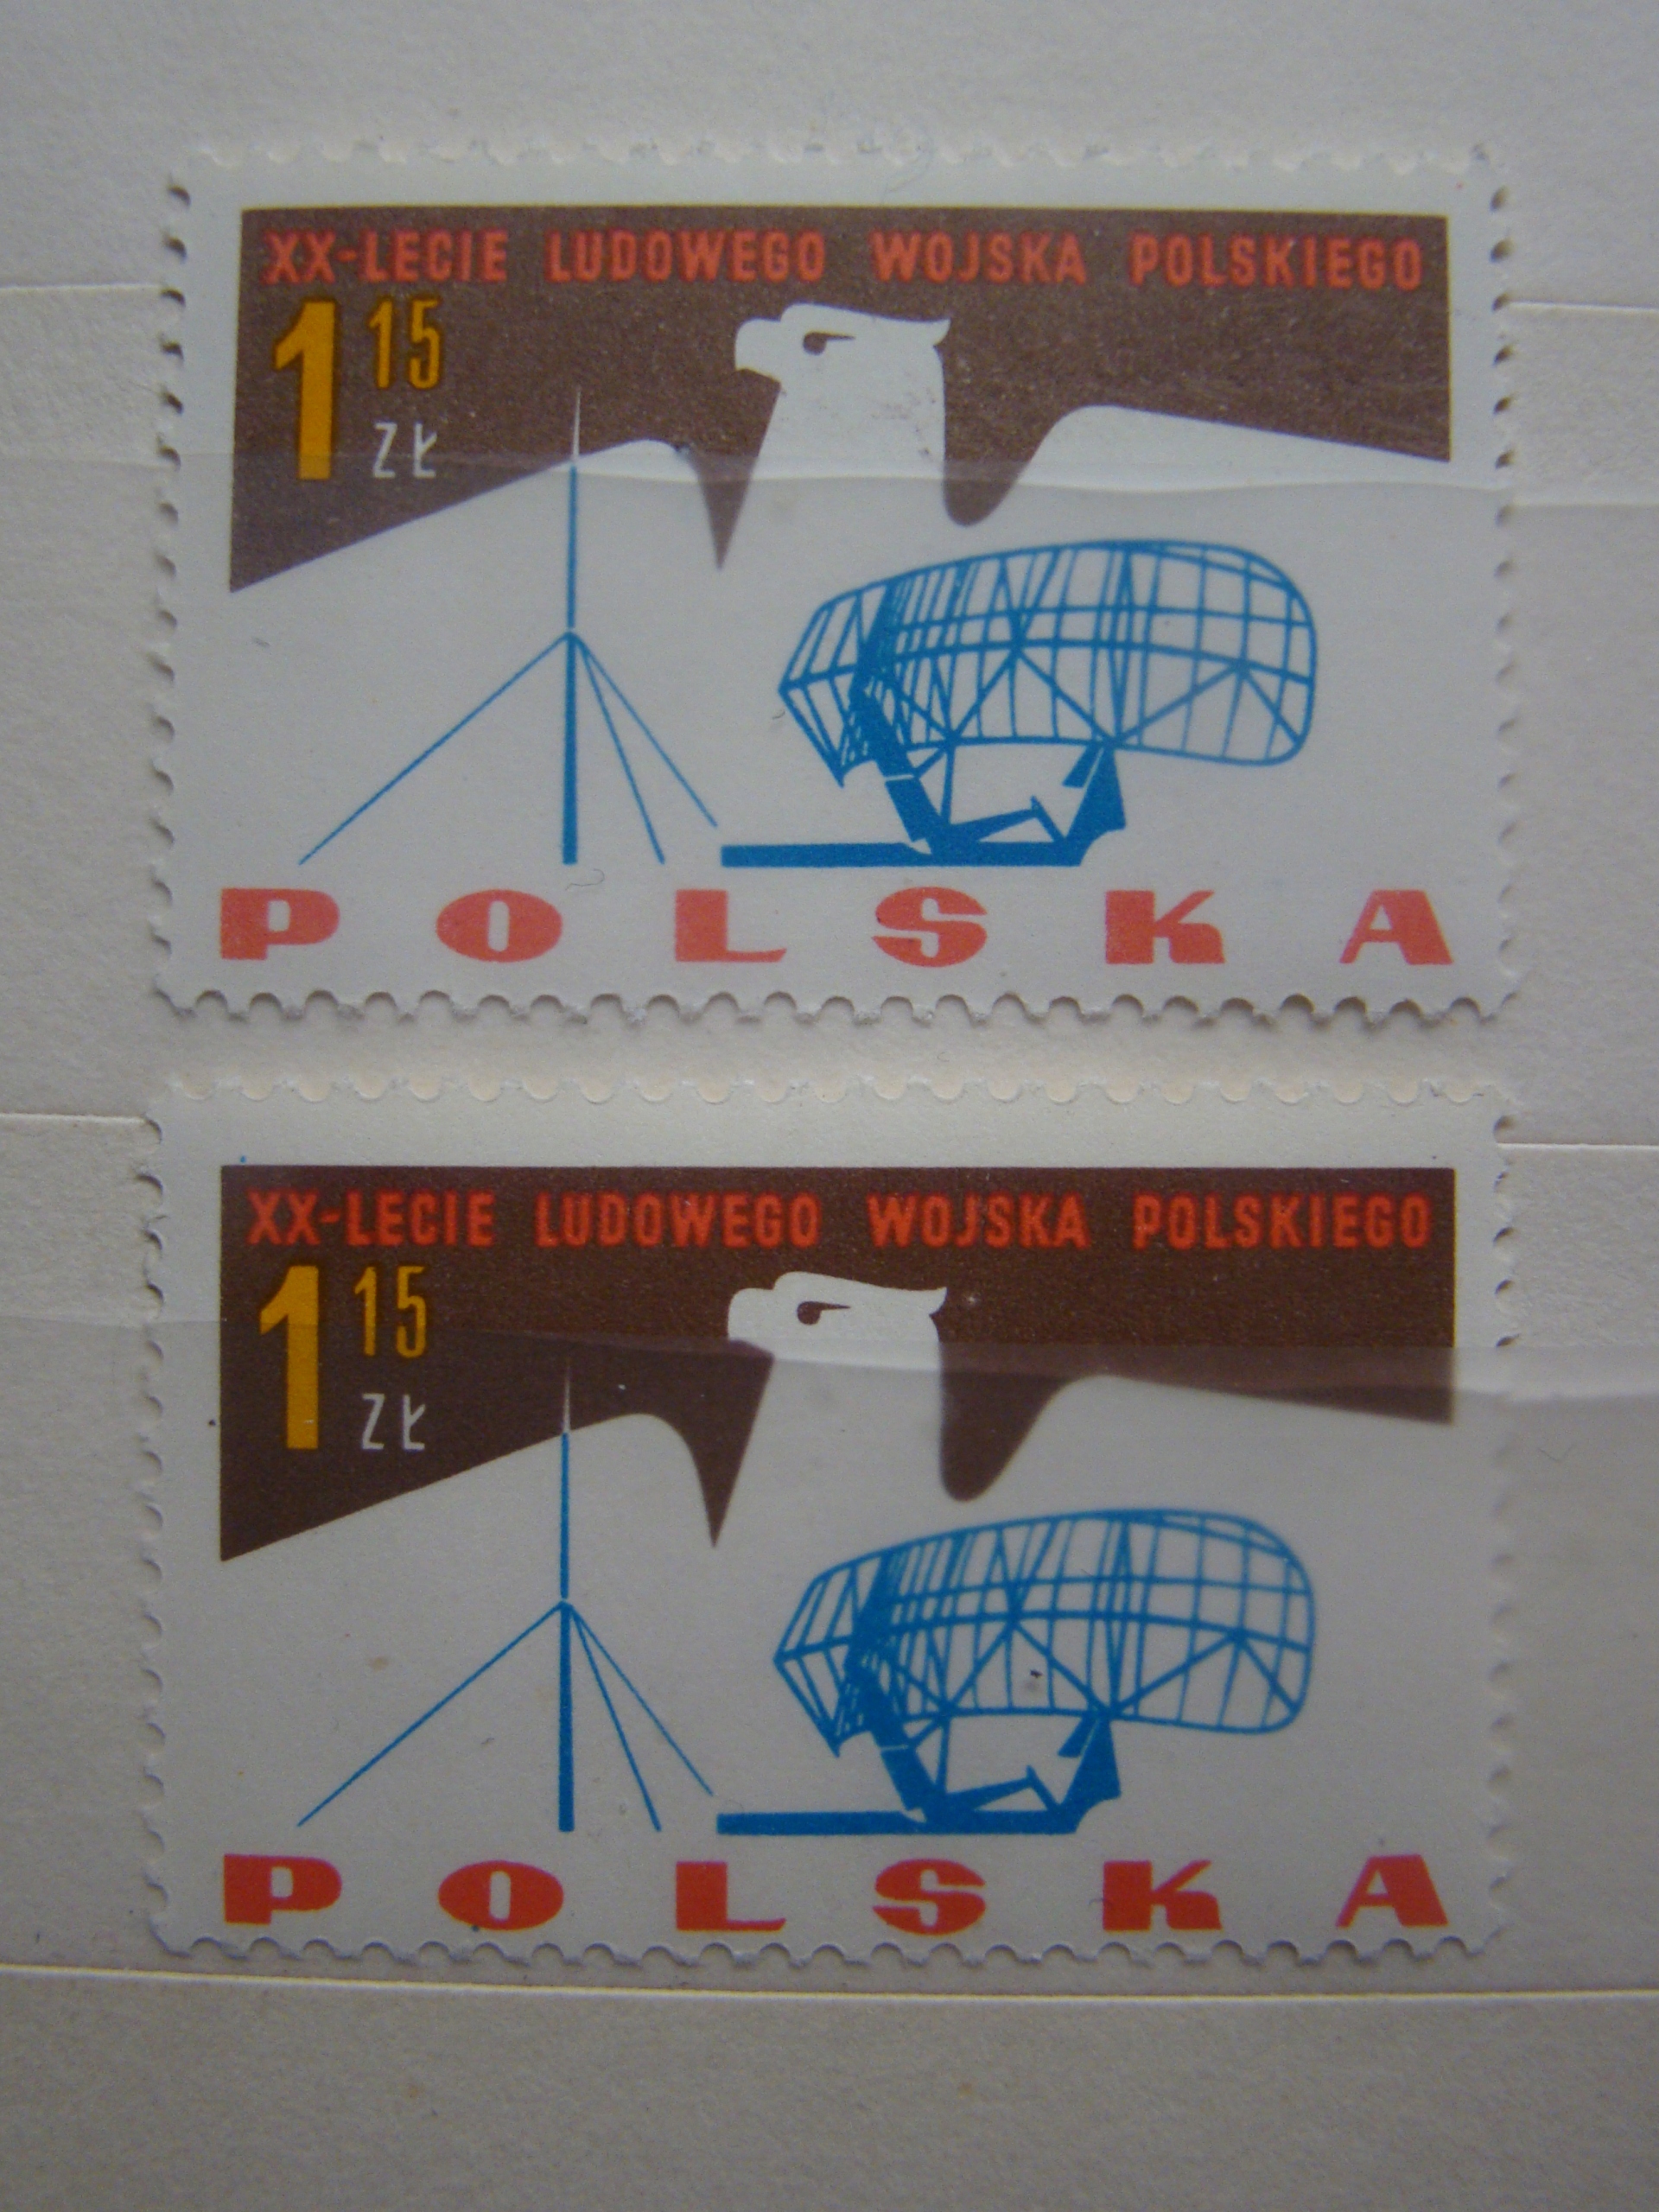 XX-LECIE LUDOWEGO WOJSKA POLSKIEGO
1 15
ZŁ
POLSKA
XX-LECIE LUDOWEGO WOJSKA POLSKIEGO
1 15
ZŁ
POLSKA